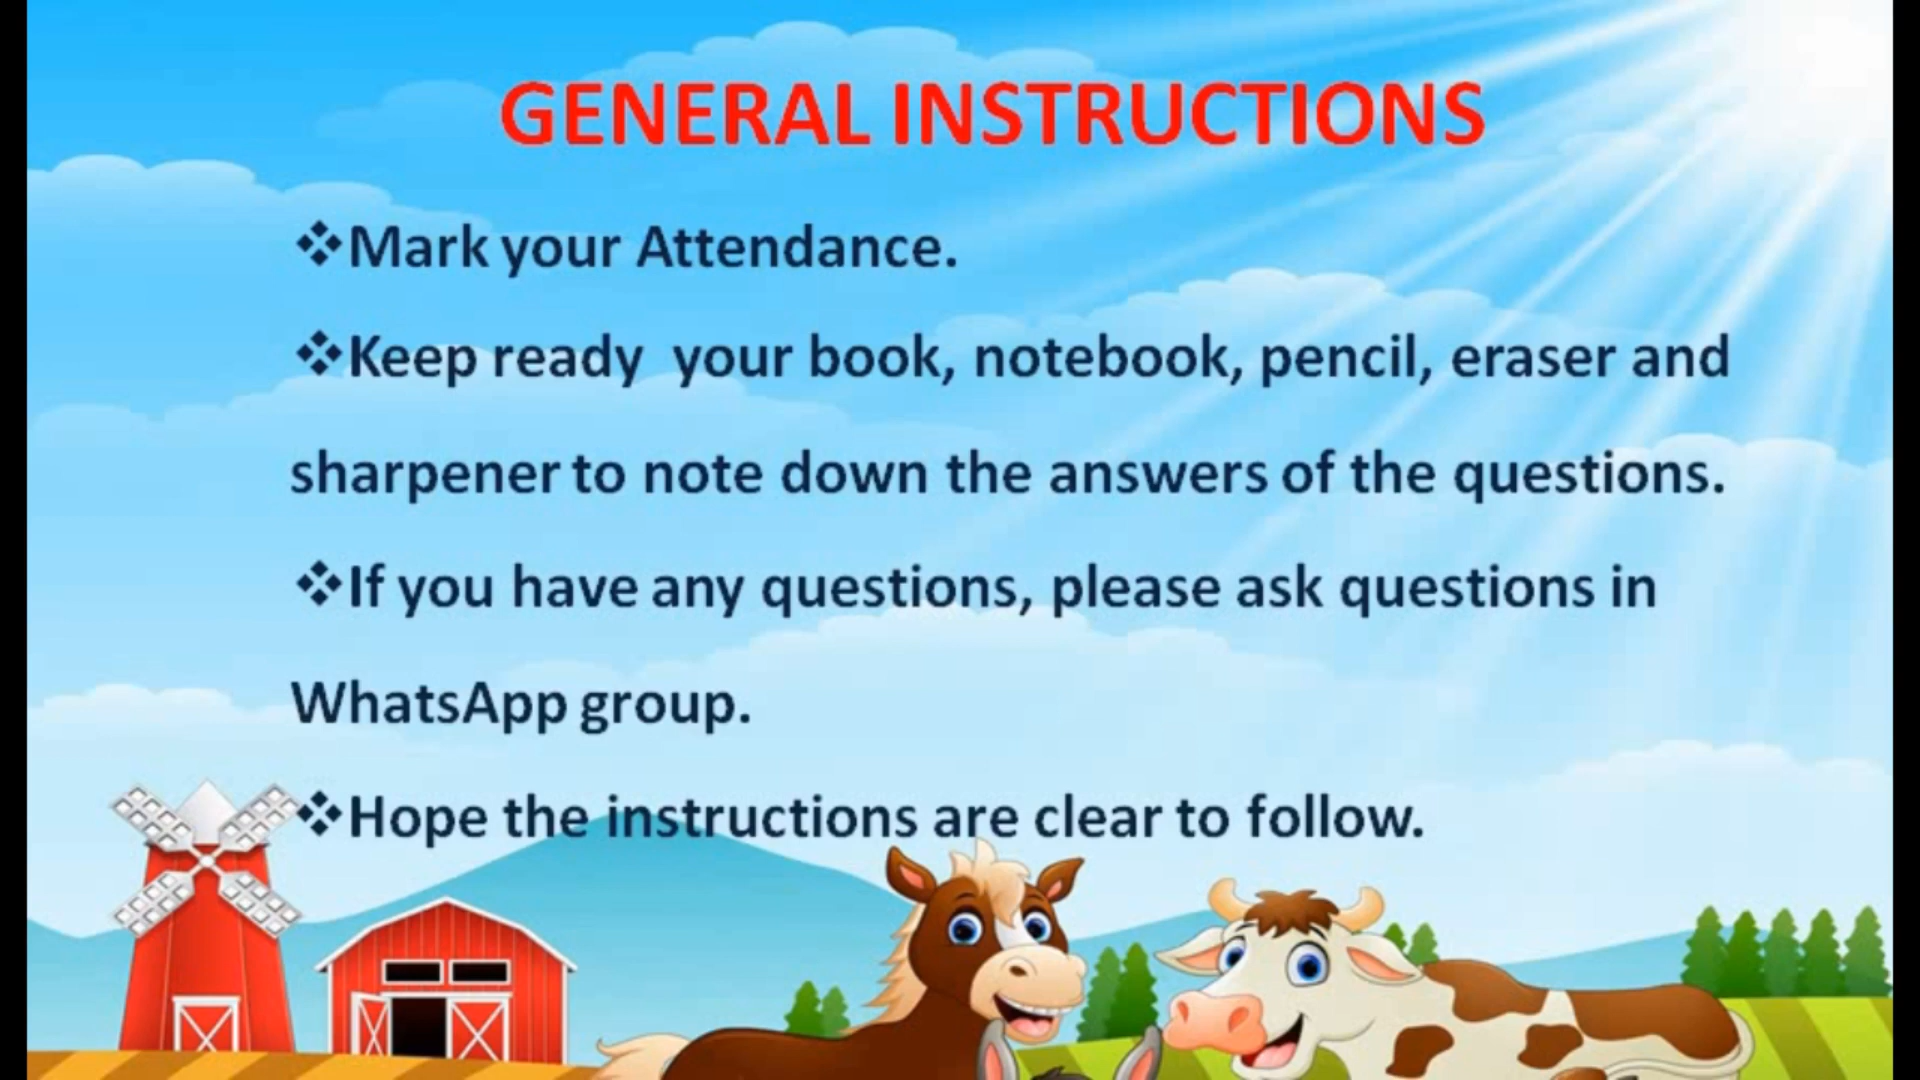 GENERAL INSTRUCTIONS
❖Mark your Attendance.
❖Keep ready your book, notebook, pencil, eraser and
sharpener to note down the answers of the questions.
❖If you have any questions, please ask questions in
WhatsApp group.
❖Hope the instructions are clear to follow.